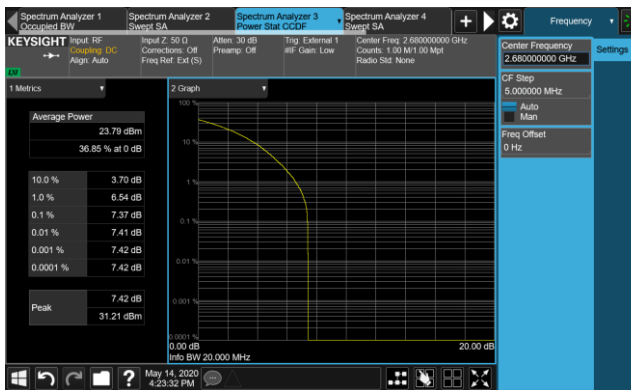 Spectrum Analyzer 1
Occupied BW
Spectrum Analyzer 2
Swept SA
Spectrum Analyzer 3
Power Stat CCDF
Spectrum Analyzer 4
Swept SA
Frequency
KEYSIGHT
Input: RF
Coupling: DC
Align: Auto
Input Z: 50 Ω
Corrections: Off
Freq Ref: Ext (S)
Atten: 30 dB
Preamp: Off
Trig: External 1
#IF Gain: Low
Center Freq: 2.680000000 GHz
Counts: 1.00 M/1.00 Mpt
Radio Std: None
Center Frequency
2.680000000 GHz
Settings
CF Step
5.000000 MHz
Auto
Man
Freq Offset
0 Hz
1 Metrics
Average Power
23.79 dBm
36.85 % at 0 dB
10.0 % 3.70 dB
1.0 % 6.54 dB
0.1 % 7.37 dB
0.01 % 7.41 dB
0.001 % 7.42 dB
0.0001 % 7.42 dB
Peak
7.42 dB
31.21 dBm
2 Graph
100 %
10 %
1 %
0.1 %
0.01 %
0.001 %
0.0001 %
0.00 dB
20.00 dB
Info BW 20.000 MHz
May 14, 2020
4:23:32 PM